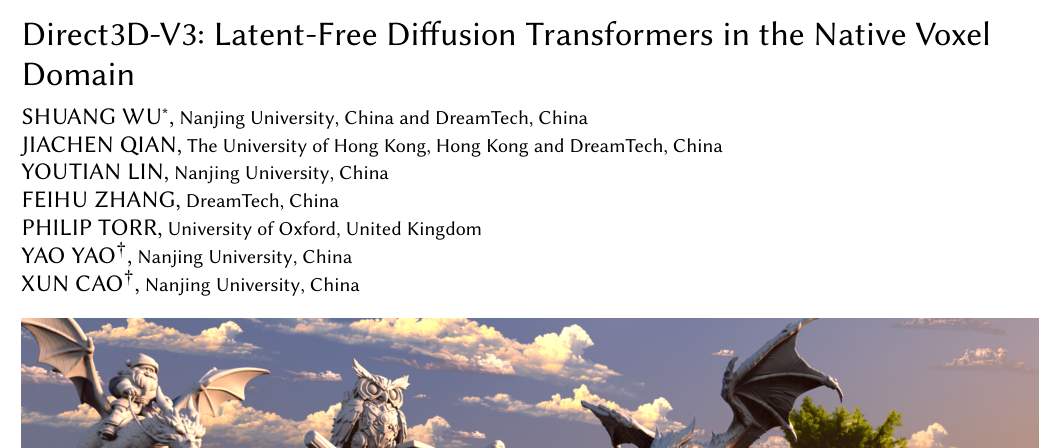 Direct3D-V3: Latent-Free Diffusion Transformers in the Native Voxel
Domain
SHUANG WU*, Nanjing University, China and DreamTech, China
JIACHEN QIAN, The University of Hong Kong, Hong Kong and DreamTech, China
YOUTIAN LIN, Nanjing University, China
FEIHU ZHANG, DreamTech, China
PHILIP TORR, University of Oxford, United Kingdom
YAO YAO†, Nanjing University, China
XUN CAO†, Nanjing University, China